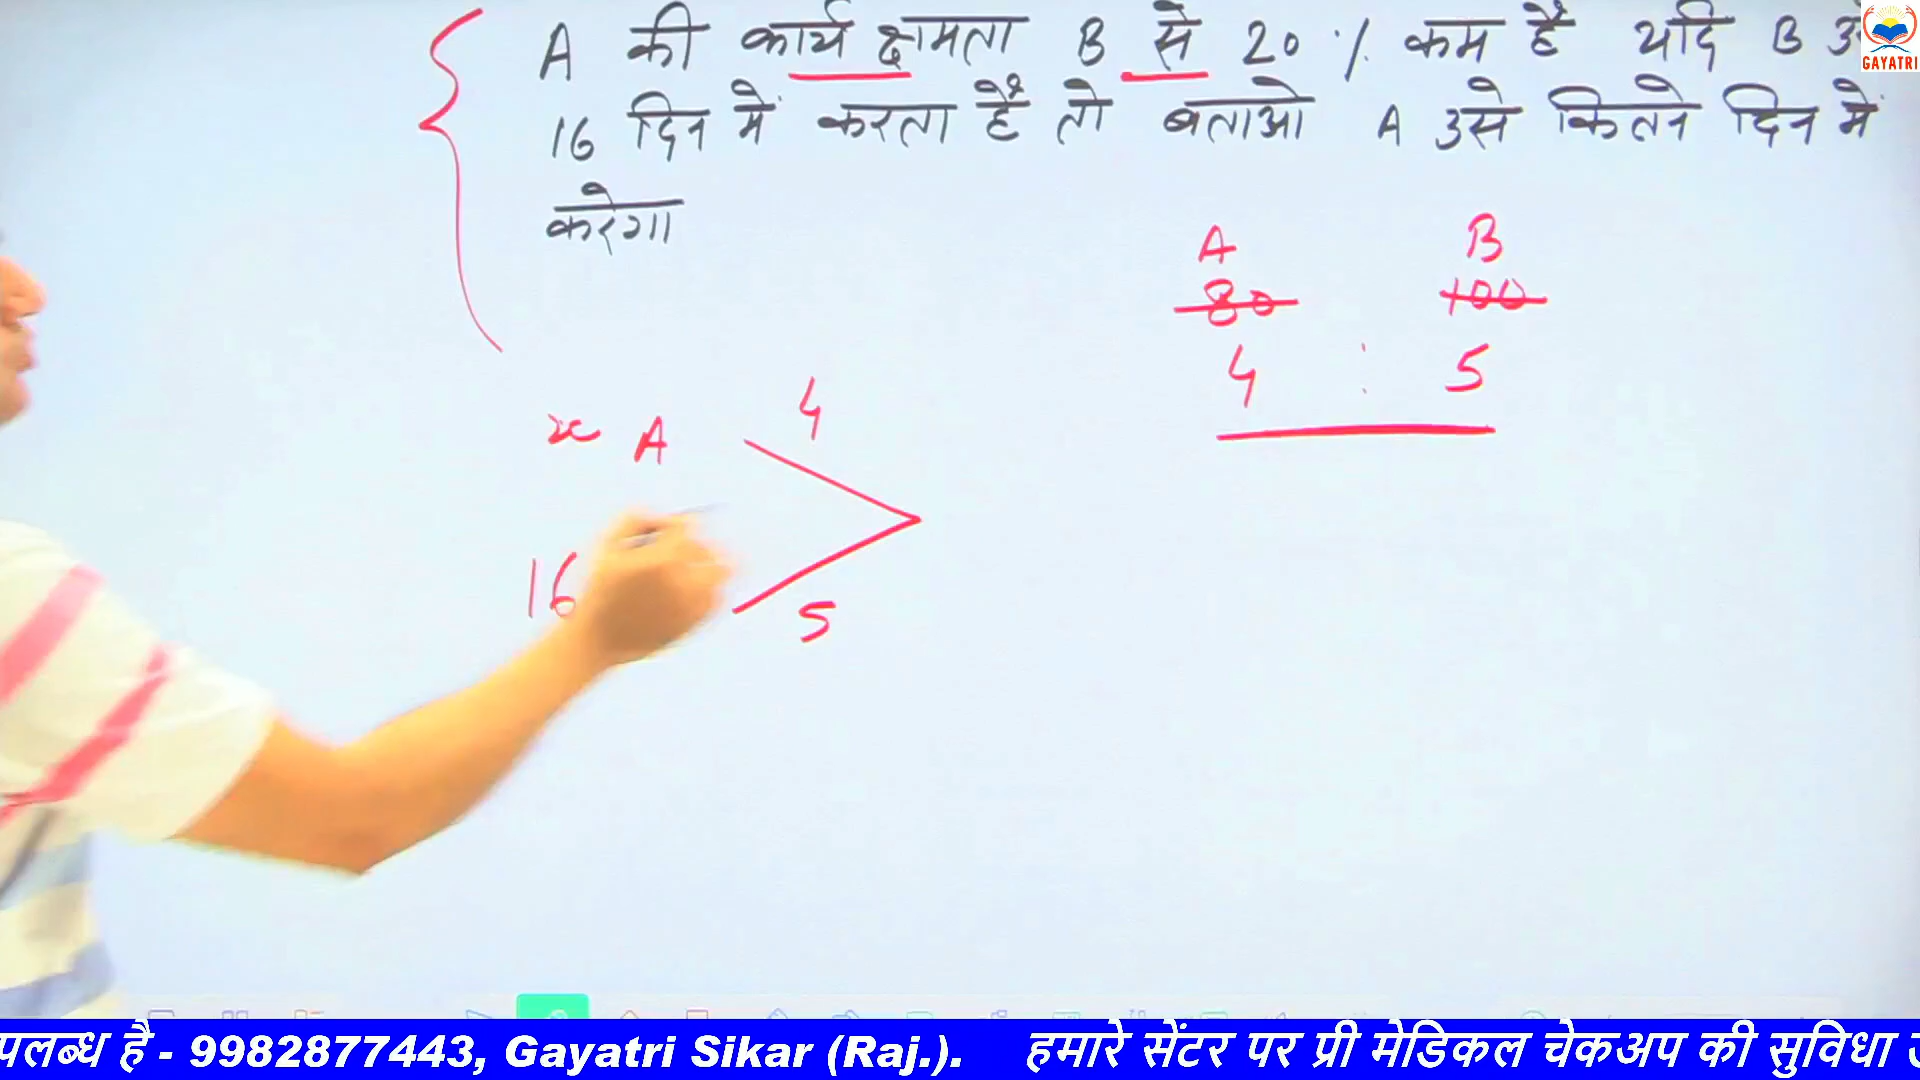 A की कार्य क्षमता B से 20 % कम है यदि B
16 दिन में करता है तो बताओ A उसे कितने दिन में
करेगा
GAYATRI
A B
80 100
4 : 5
x A 4
16 5
पलब्ध है - 9982877443, Gayatri Sikar (Raj.). हमारे सेंटर पर प्री मेडिकल चेकअप की सुविधा